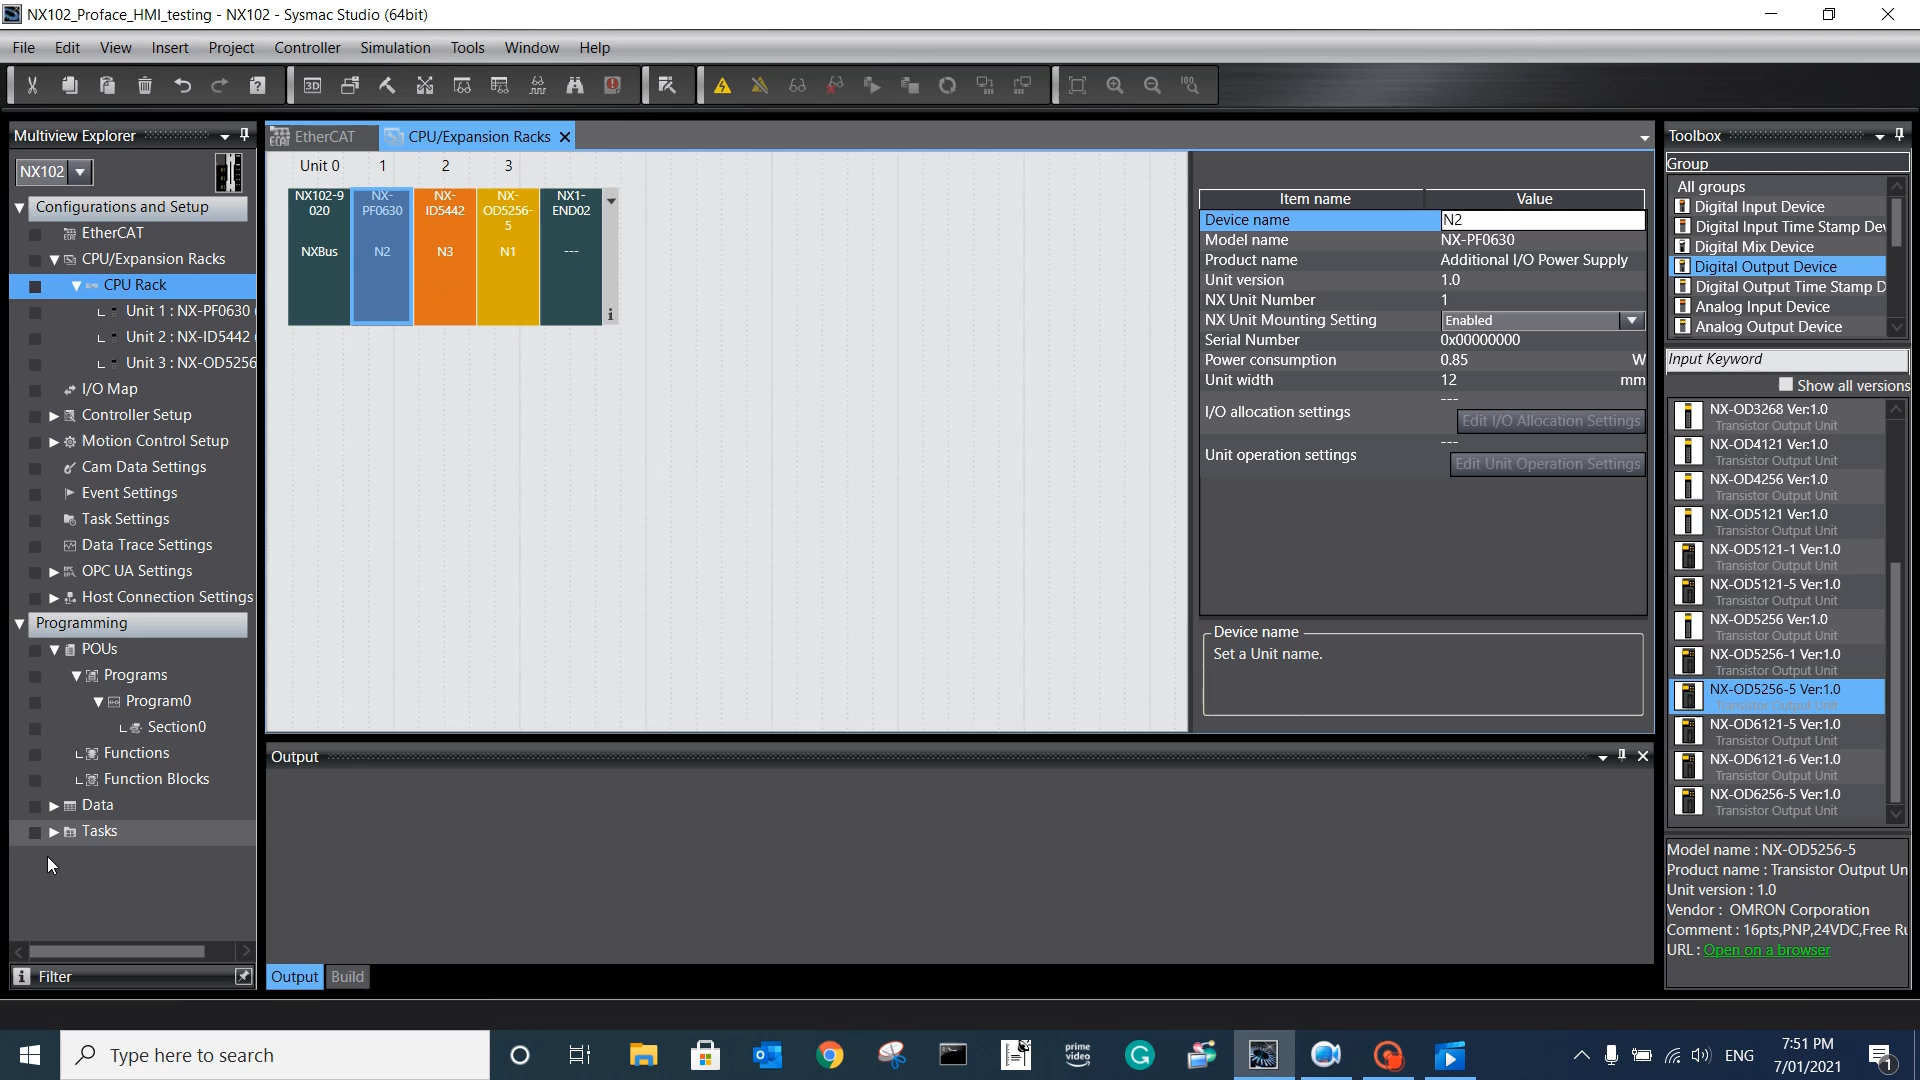 NX102_Proface_HMI_testing - NX102 - Sysmac Studio (64bit)
File Edit View Insert Project Controller Simulation Tools Window Help
Multiview Explorer
NX102
Configurations and Setup
EtherCAT
CPU/Expansion Racks
CPU Rack
Unit 1 : NX-PF0630
Unit 2 : NX-ID5442
Unit 3 : NX-OD5256
I/O Map
Controller Setup
Motion Control Setup
Cam Data Settings
Event Settings
Task Settings
Data Trace Settings
OPC UA Settings
Host Connection Settings
Programming
POUs
Programs
Program0
Section0
Functions
Function Blocks
Data
Tasks
Filter
EtherCAT
CPU/Expansion Racks
Unit 0 1 2 3
NX102-9
020
NXBus
NX-
PF0630
N2
NX-
ID5442
N3
NX-
OD5256-
5
N1
NX1-
END02
---
Item name Value
Device name N2
Model name NX-PF0630
Product name Additional I/O Power Supply
Unit version 1.0
NX Unit Number 1
NX Unit Mounting Setting Enabled
Serial Number 0x00000000
Power consumption 0.85 W
Unit width 12 mm
I/O allocation settings ---
Edit I/O Allocation Settings
Unit operation settings ---
Edit Unit Operation Settings
Device name
Set a Unit name.
Output
Output Build
Toolbox
Group
All groups
Digital Input Device
Digital Input Time Stamp De
Digital Mix Device
Digital Output Device
Digital Output Time Stamp D
Analog Input Device
Analog Output Device
Input Keyword
Show all versions
NX-OD3268 Ver:1.0
Transistor Output Unit
NX-OD4121 Ver:1.0
Transistor Output Unit
NX-OD4256 Ver:1.0
Transistor Output Unit
NX-OD5121 Ver:1.0
Transistor Output Unit
NX-OD5121-1 Ver:1.0
Transistor Output Unit
NX-OD5121-5 Ver:1.0
Transistor Output Unit
NX-OD5256 Ver:1.0
Transistor Output Unit
NX-OD5256-1 Ver:1.0
Transistor Output Unit
NX-OD5256-5 Ver:1.0
Transistor Output Unit
NX-OD6121-5 Ver:1.0
Transistor Output Unit
NX-OD6121-6 Ver:1.0
Transistor Output Unit
NX-OD6256-5 Ver:1.0
Transistor Output Unit
Model name : NX-OD5256-5
Product name : Transistor Output Un
Unit version : 1.0
Vendor : OMRON Corporation
Comment : 16pts,PNP,24VDC,Free Ru
URL : Open on a browser
Type here to search
prime
video
ENG
7:51 PM
7/01/2021
1